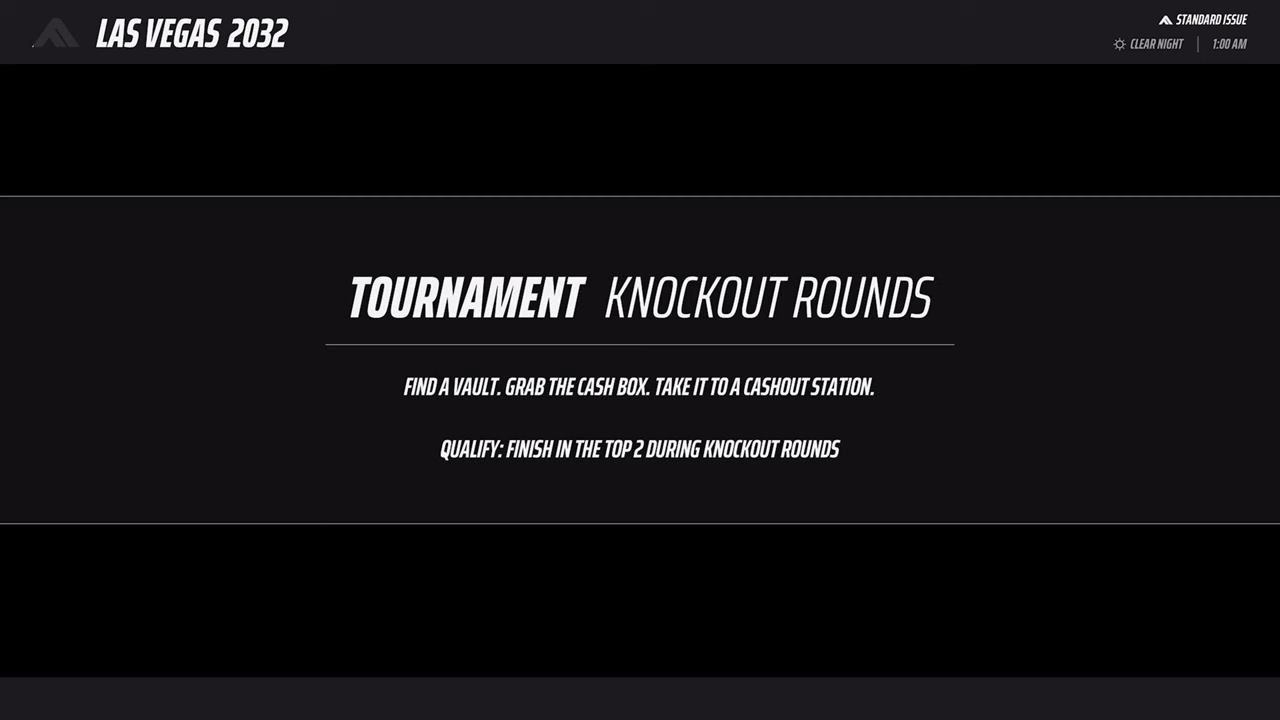 LAS VEGAS 2032
STANDARD ISSUE
CLEAR NIGHT | 1:00 AM
TOURNAMENT KNOCKOUT ROUNDS
FIND A VAULT. GRAB THE CASH BOX. TAKE IT TO A CASHOUT STATION.
QUALIFY: FINISH IN THE TOP 2 DURING KNOCKOUT ROUNDS